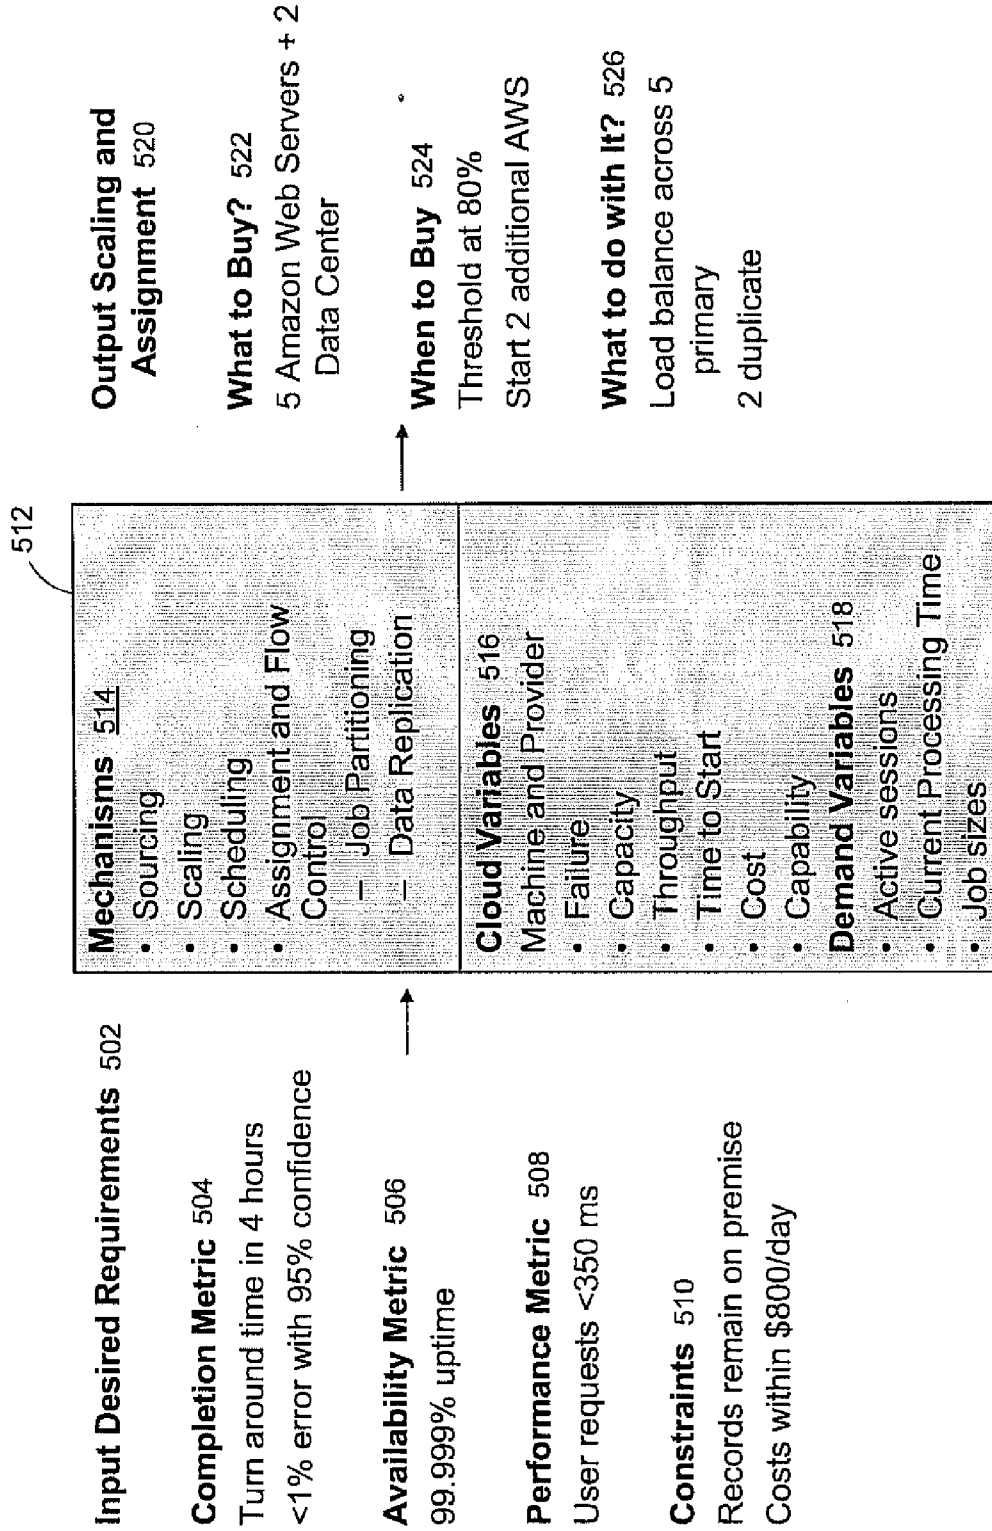 Input Desired Requirements 502
Completion Metric 504
Turn around time in 4 hours
<1% error with 95% confidence
Availability Metric 506
99.999% uptime
Performance Metric 508
User requests <350 ms
Constraints 510
Records remain on premise
Costs within $800/day
512
Mechanisms 514
• Sourcing
• Scaling
• Scheduling
• Assignment and Flow
Control
– Job Partitioning
– Data Replication
Cloud Variables 516
Machine and Provider
• Failure
• Capacity
• Throughput
• Time to Start
• Cost
• Capability
Demand Variables 518
• Active sessions
• Current Processing Time
• Job sizes
Output Scaling and
Assignment 520
What to Buy? 522
5 Amazon Web Servers + 2
Data Center
When to Buy 524
Threshold at 80%
Start 2 additional AWS
What to do with It? 526
Load balance across 5
primary
2 duplicate